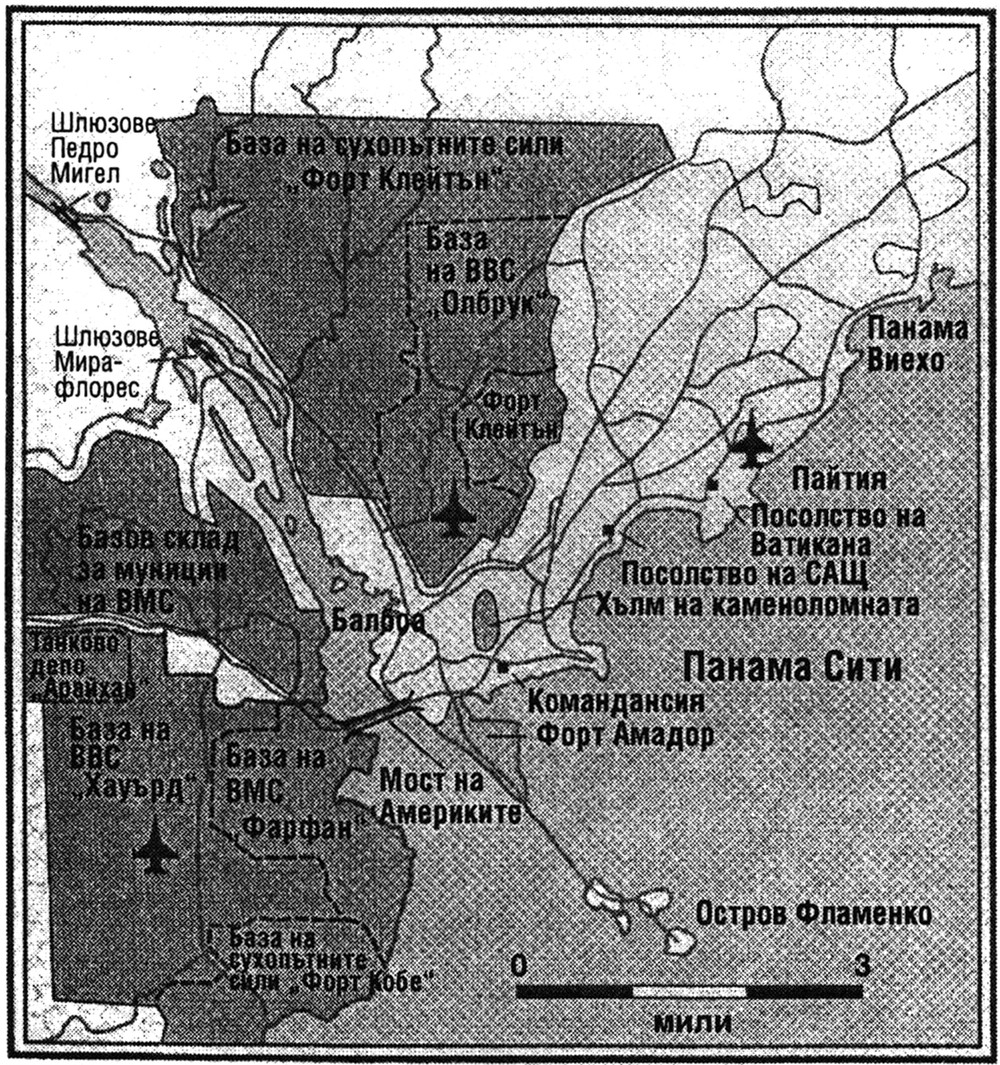 Шлюзове
Педро
Мигел
База на сухопътните сили
„Форт Клейтън“
База
на ВВС
„Олбрук“
Шлюзове
Мира-
флорес
Форт
Клейтън
Панама
Виехо
Пайтия
Посолство на
Ватикана
Посолство на САЩ
Хълм на каменоломната
Базов склад
за муниции
на ВМС
Балбоа
Танково
депо
„Арайхан“
Панама Сити
Командансия
Форт Амадор
База на
ВВС
„Хауърд“
База на
ВМС
„Фарфан“
Мост на
Америките
Остров Фламенко
База на
сухопътните
сили „Форт Кобе“
0 3
мили